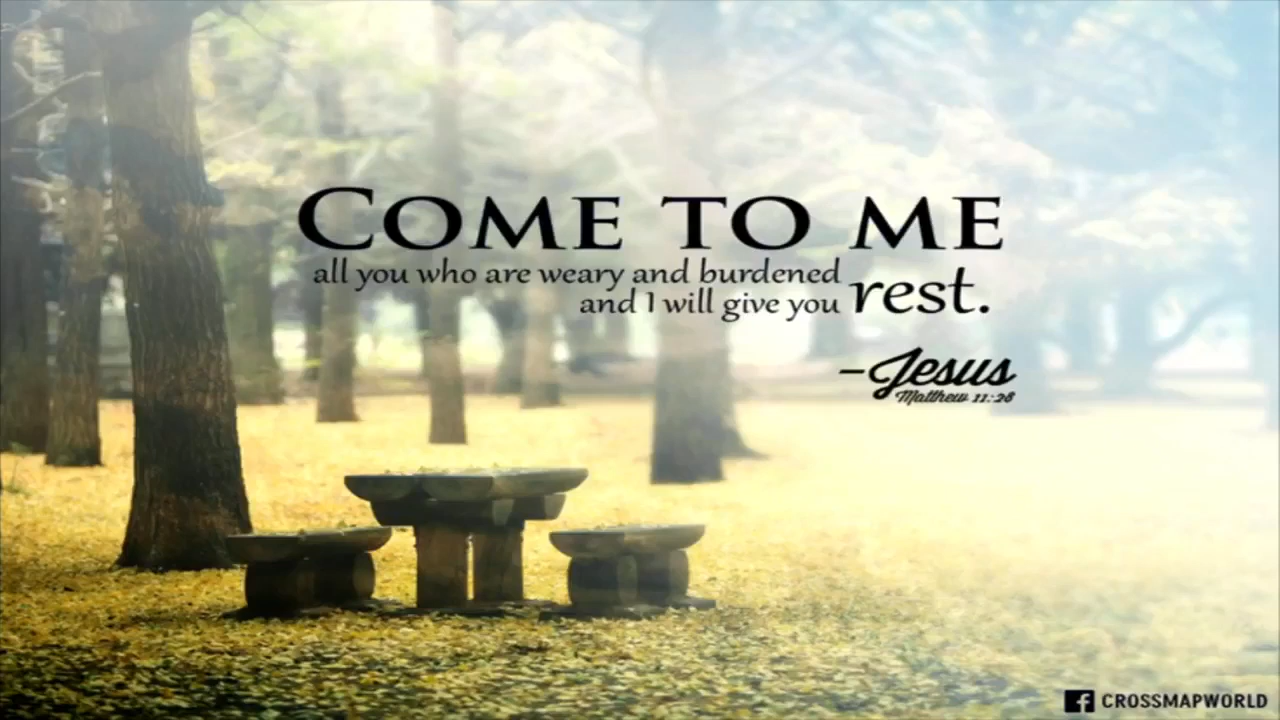 COME TO ME
all you who are weary and burdened
and I will give you rest.
-Jesus
Matthew 11:28
f CROSSMAPWORLD